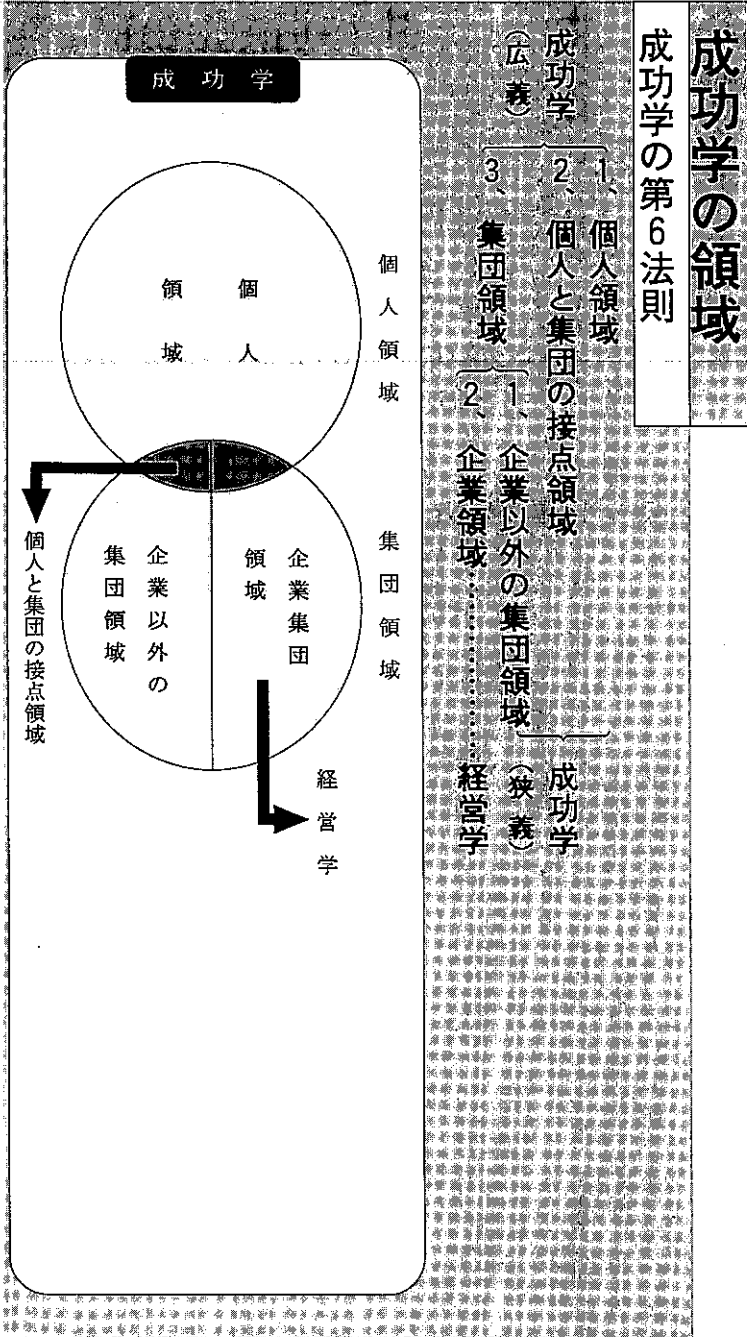 成功学の領域
成功学の第6法則
1、個人領域
2、個人と集団の接点領域
3、集団領域
成功学
(広義)
1、企業以外の集団領域
2、企業領域…………経営学
成功学
(狭義)
成功学
個人領域
個人
領域
集団領域
企業集団
領域
企業以外の
集団領域
経営学
個人と集団の接点領域